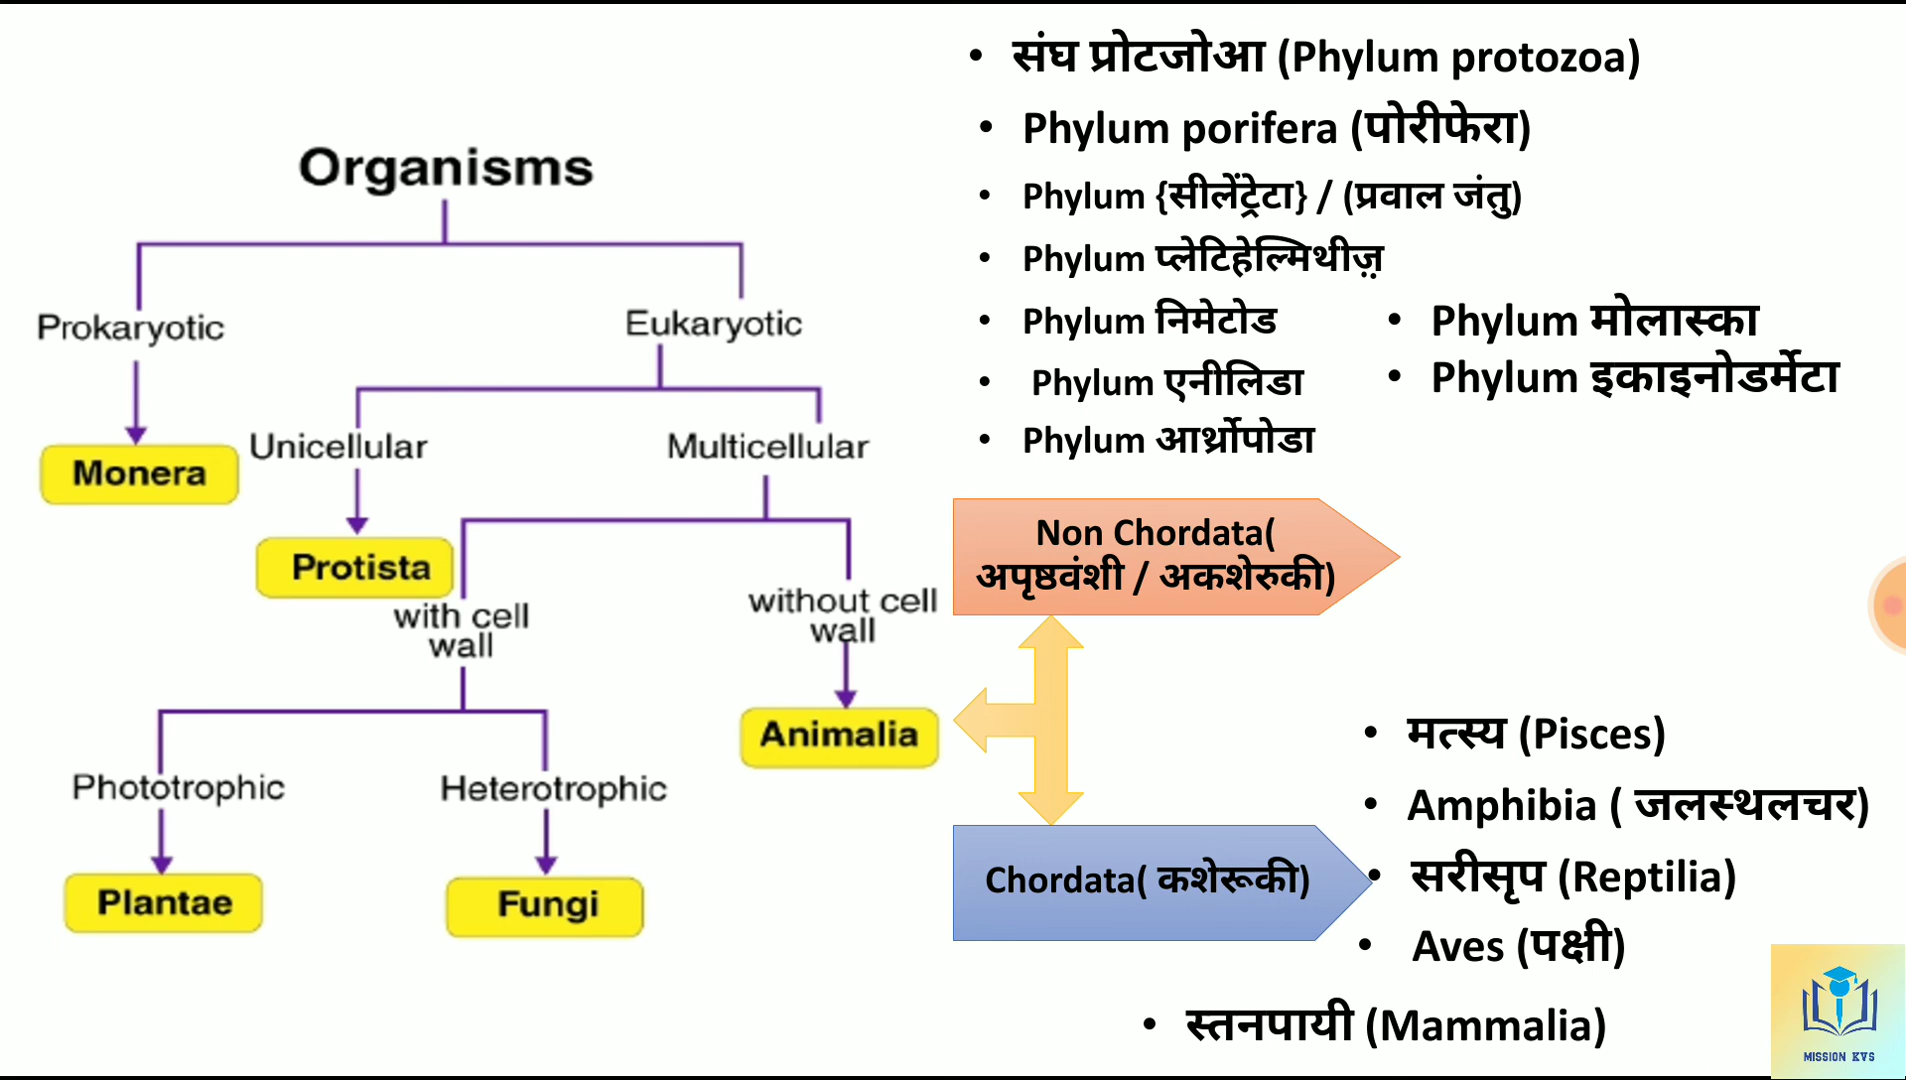 Organisms
Prokaryotic
Eukaryotic
Monera
Unicellular
Multicellular
Protista
with cell
wall
without cell
wall
Animalia
Phototrophic
Heterotrophic
Plantae
Fungi
• संघ प्रोटजोआ (Phylum protozoa)
• Phylum porifera (पोरीफेरा)
• Phylum {सीलेंट्रेटा} / (प्रवाल जंतु)
• Phylum प्लेटिहेल्मिथीज़़
• Phylum निमेटोड
• Phylum एनीलिडा
• Phylum आर्थ्रोपोडा
• Phylum मोलास्का
• Phylum इकाइनोडर्मेटा
Non Chordata(
अपृष्ठवंशी / अकशेरुकी)
Chordata( कशेरूकी)
• मत्स्य (Pisces)
• Amphibia ( जलस्थलचर)
• सरीसृप (Reptilia)
• Aves (पक्षी)
• स्तनपायी (Mammalia)
MISSION KVS